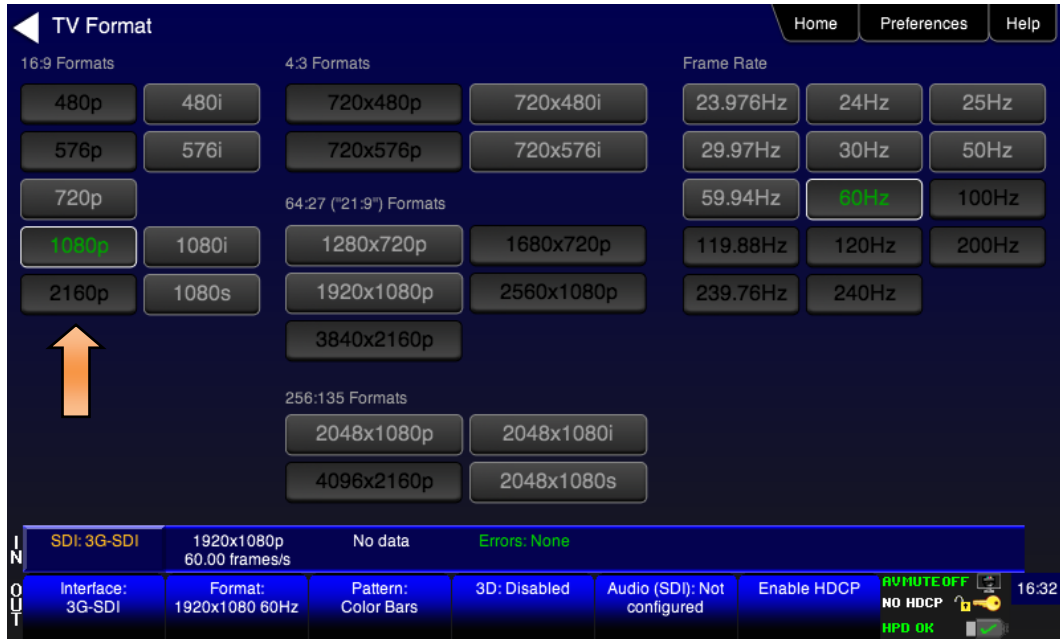 TV Format
Home Preferences Help
16:9 Formats 4:3 Formats Frame Rate
480p 480i 720x480p 720x480i 23.976Hz 24Hz 25Hz
576p 576i 720x576p 720x576i 29.97Hz 30Hz 50Hz
720p 64:27 ("21:9") Formats 59.94Hz 60Hz 100Hz
1080p 1080i 1280x720p 1680x720p 119.88Hz 120Hz 200Hz
2160p 1080s 1920x1080p 2560x1080p 239.76Hz 240Hz
3840x2160p
256:135 Formats
2048x1080p 2048x1080i
4096x2160p 2048x1080s
IN
SDI: 3G-SDI 1920x1080p No data Errors: None
60.00 frames/s
OUT
Interface: Format: Pattern: 3D: Disabled Audio (SDI): Not Enable HDCP AVMUTE OFF
3G-SDI 1920x1080 60Hz Color Bars configured NO HDCP 16:32
HPD OK